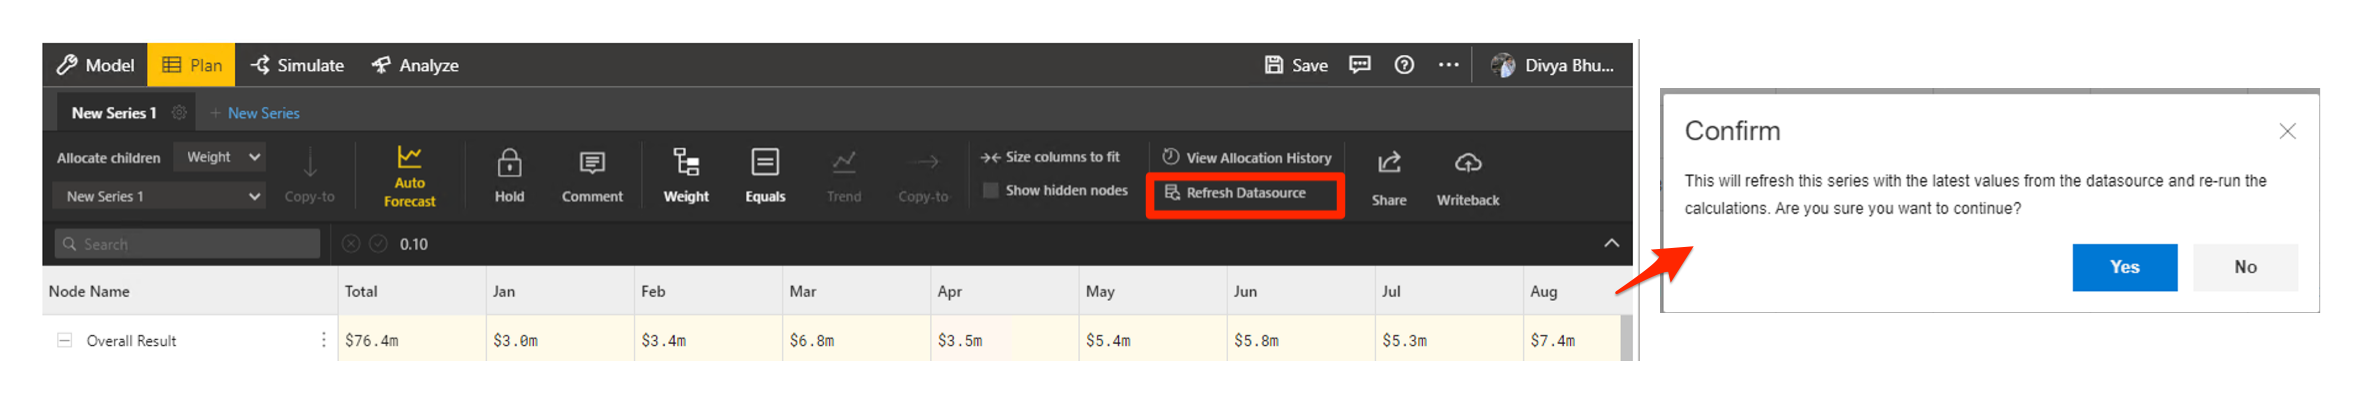 Model Plan Simulate Analyze Save Divya Bhu...
New Series 1 + New Series
Allocate children Weight
New Series 1
Copy-to
Auto
Forecast
Hold
Comment
Weight
Equals
Trend
Copy-to
Size columns to fit
Show hidden nodes
View Allocation History
Refresh Datasource
Share
Writeback
Search 0.10
Node Name Total Jan Feb Mar Apr May Jun Jul Aug
Overall Result $76.4m $3.0m $3.4m $6.8m $3.5m $5.4m $5.8m $5.3m $7.4m
Confirm
This will refresh this series with the latest values from the datasource and re-run the
calculations. Are you sure you want to continue?
Yes No